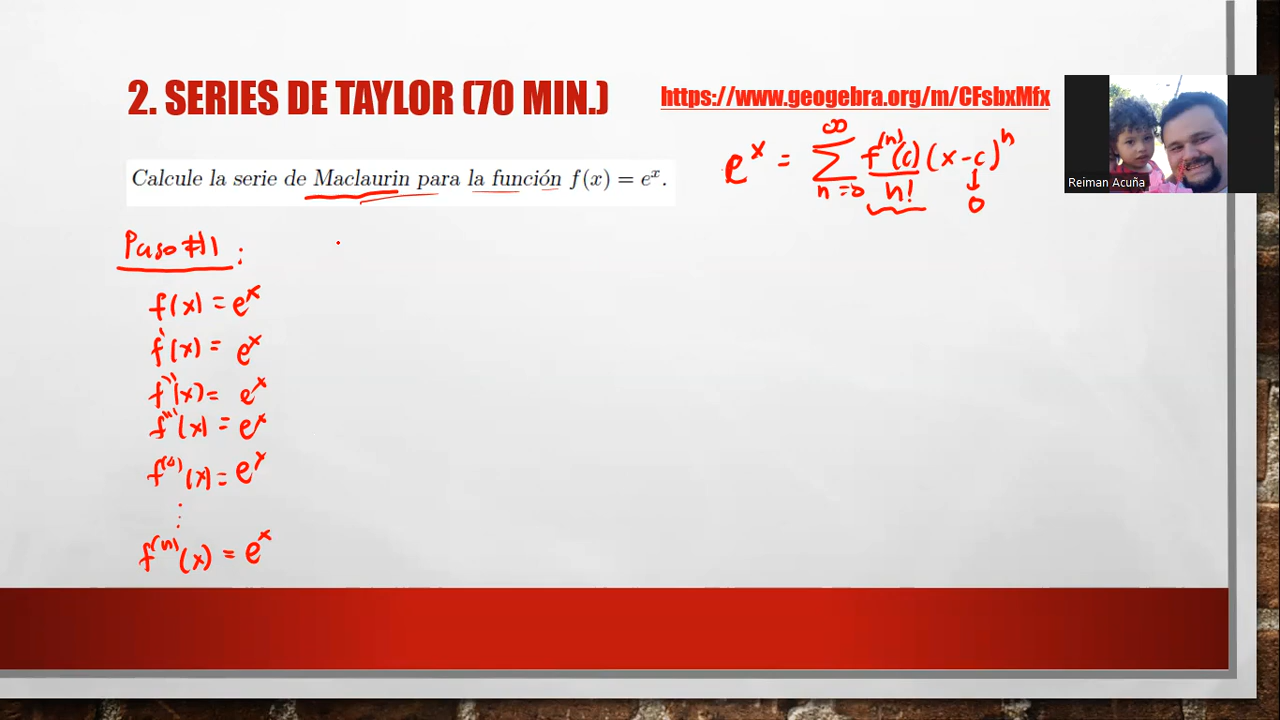 2. SERIES DE TAYLOR (70 MIN.)
https://www.geogebra.org/m/CFsbxMfx
Calcule la serie de Maclaurin para la función f(x) = e^x.
e^x = ∑_{n=0}^{∞} f^(n)(c)/n! (x-c)^n
↓
0
Reiman Acuña
Paso #1:
f(x) = e^x
f'(x) = e^x
f''(x) = e^x
f'''(x) = e^x
f^(4)(x) = e^x
⋮
f^(n)(x) = e^x